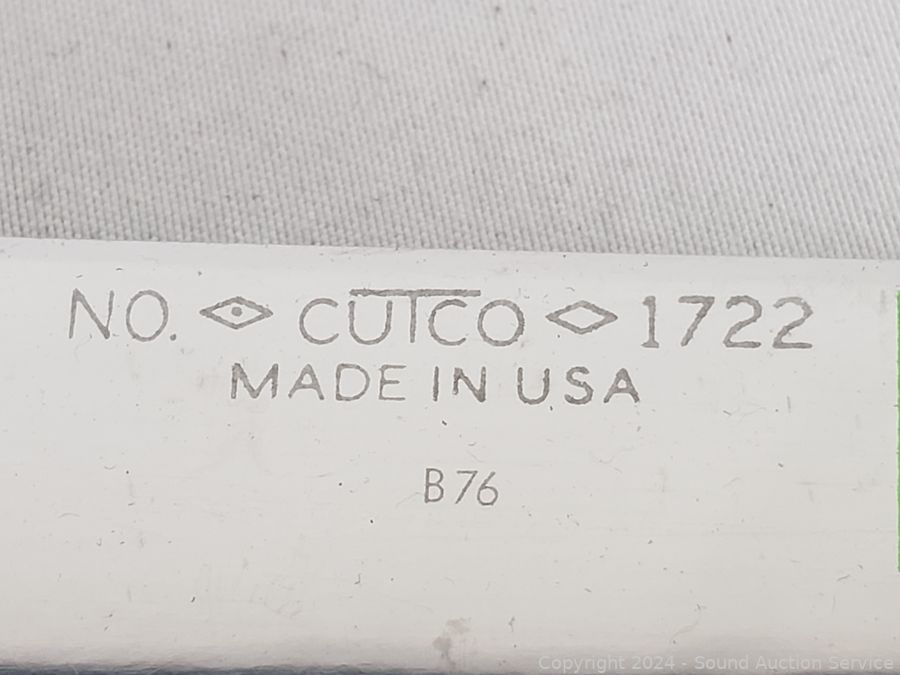 NO. CUTCO 1722
MADE IN USA
B76
Copyright 2024 - Sound Auction Service